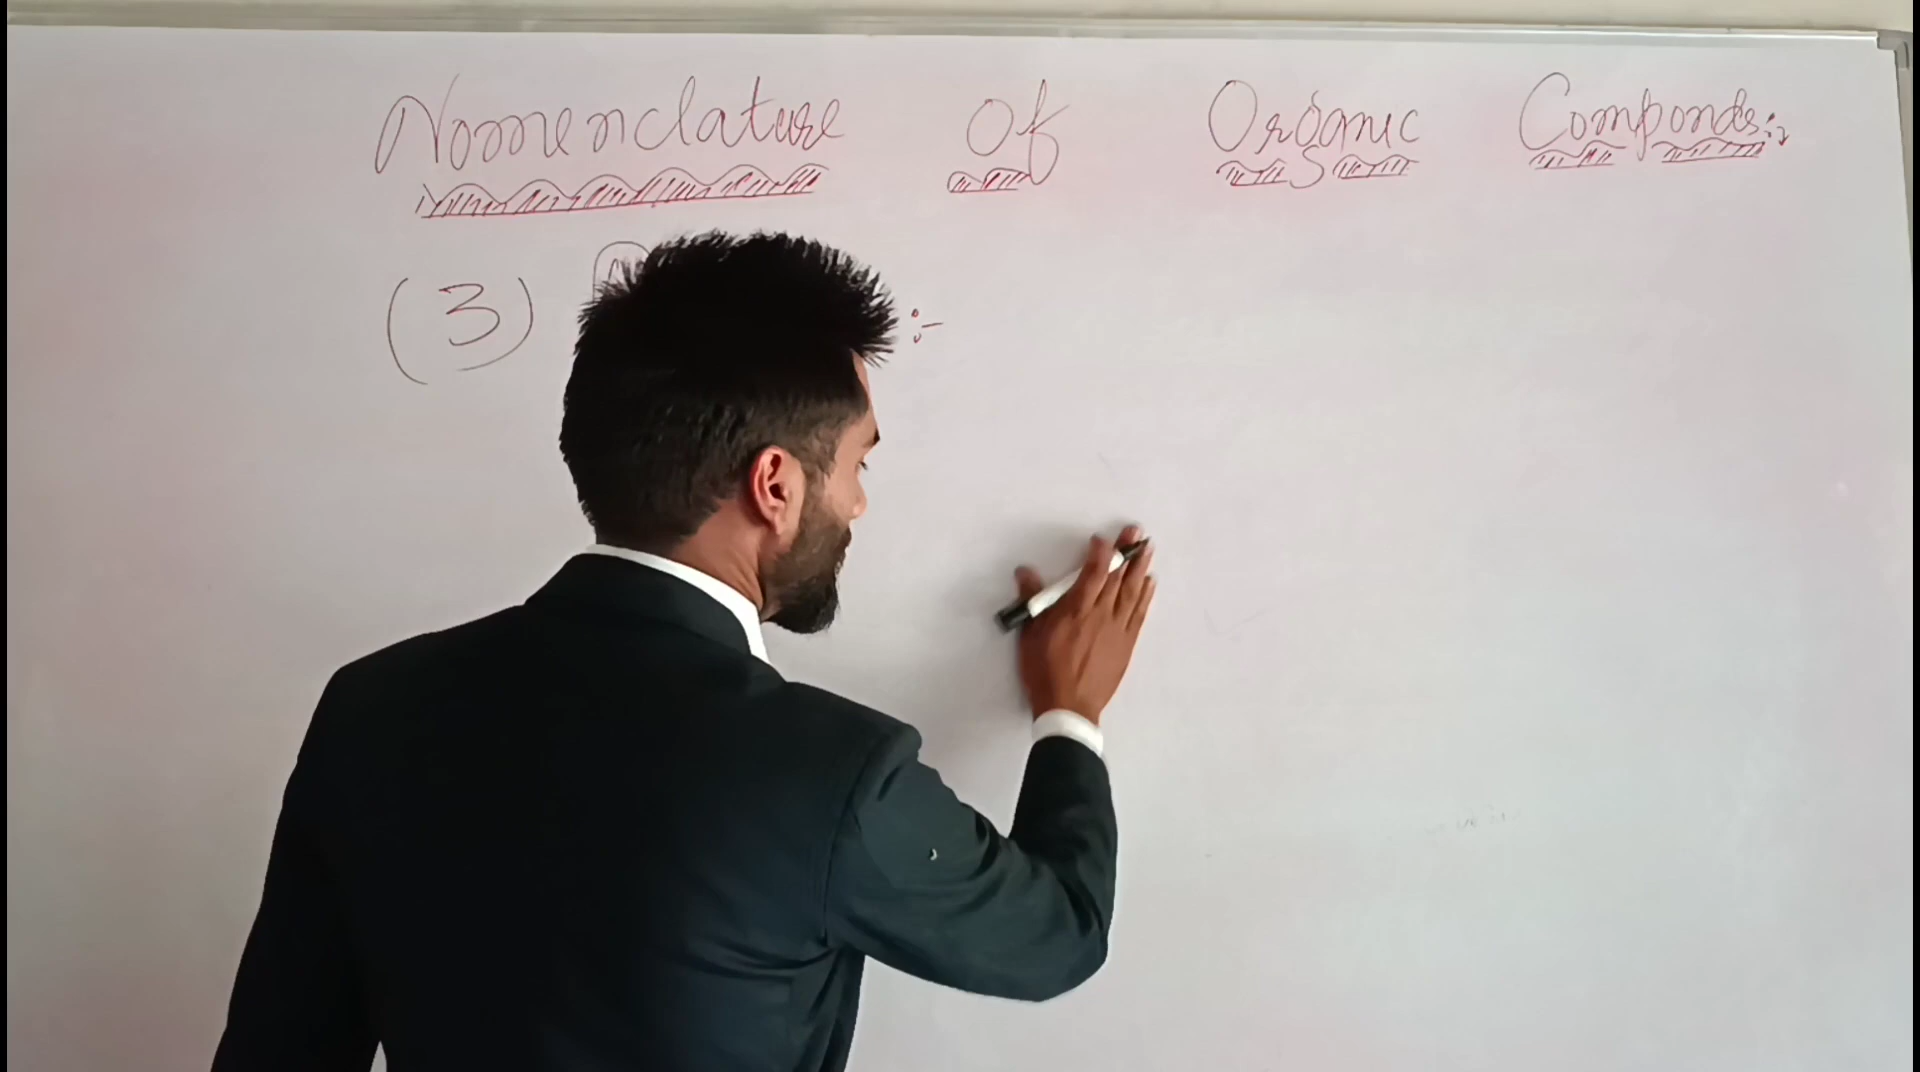 Nomenclature Of Organic Componds:,
(3) :-